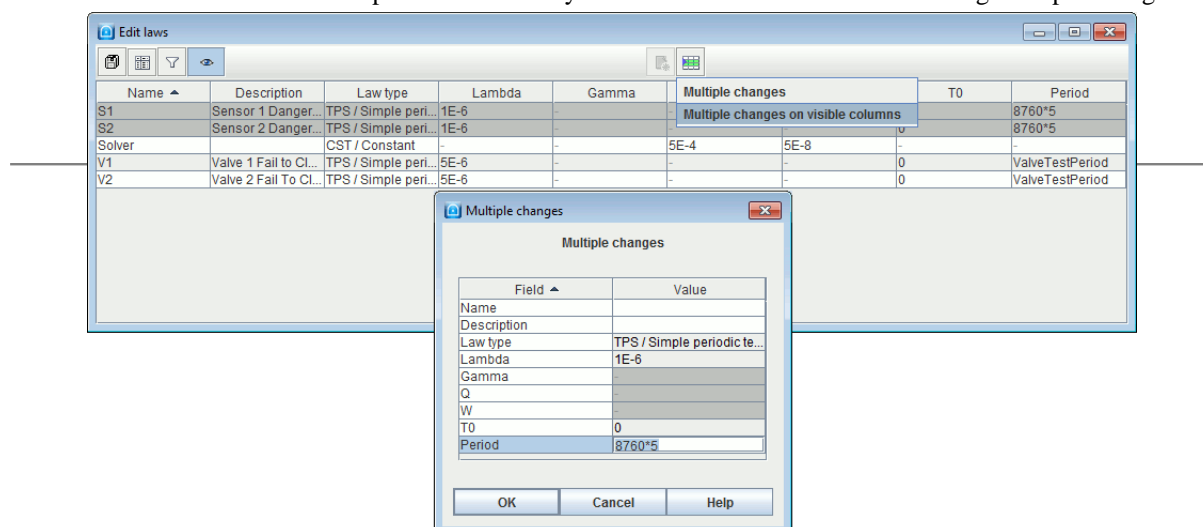 Edit laws
Multiple changes
Multiple changes on visible columns
Name Description Law type Lambda Gamma T0 Period
S1 Sensor 1 Danger... TPS / Simple peri... 1E-6 - - 8760*5
S2 Sensor 2 Danger... TPS / Simple peri... 1E-6 - - - 0 8760*5
Solver CST / Constant - - 5E-4 5E-8 - -
V1 Valve 1 Fail to Cl... TPS / Simple peri... 5E-6 - - - 0 ValveTestPeriod
V2 Valve 2 Fail To Cl... TPS / Simple peri... 5E-6 - - - 0 ValveTestPeriod
Multiple changes
Multiple changes
Field Value
Name
Description
Law type TPS / Simple periodic te...
Lambda 1E-6
Gamma -
Q -
W -
T0 0
Period 8760*5
OK Cancel Help